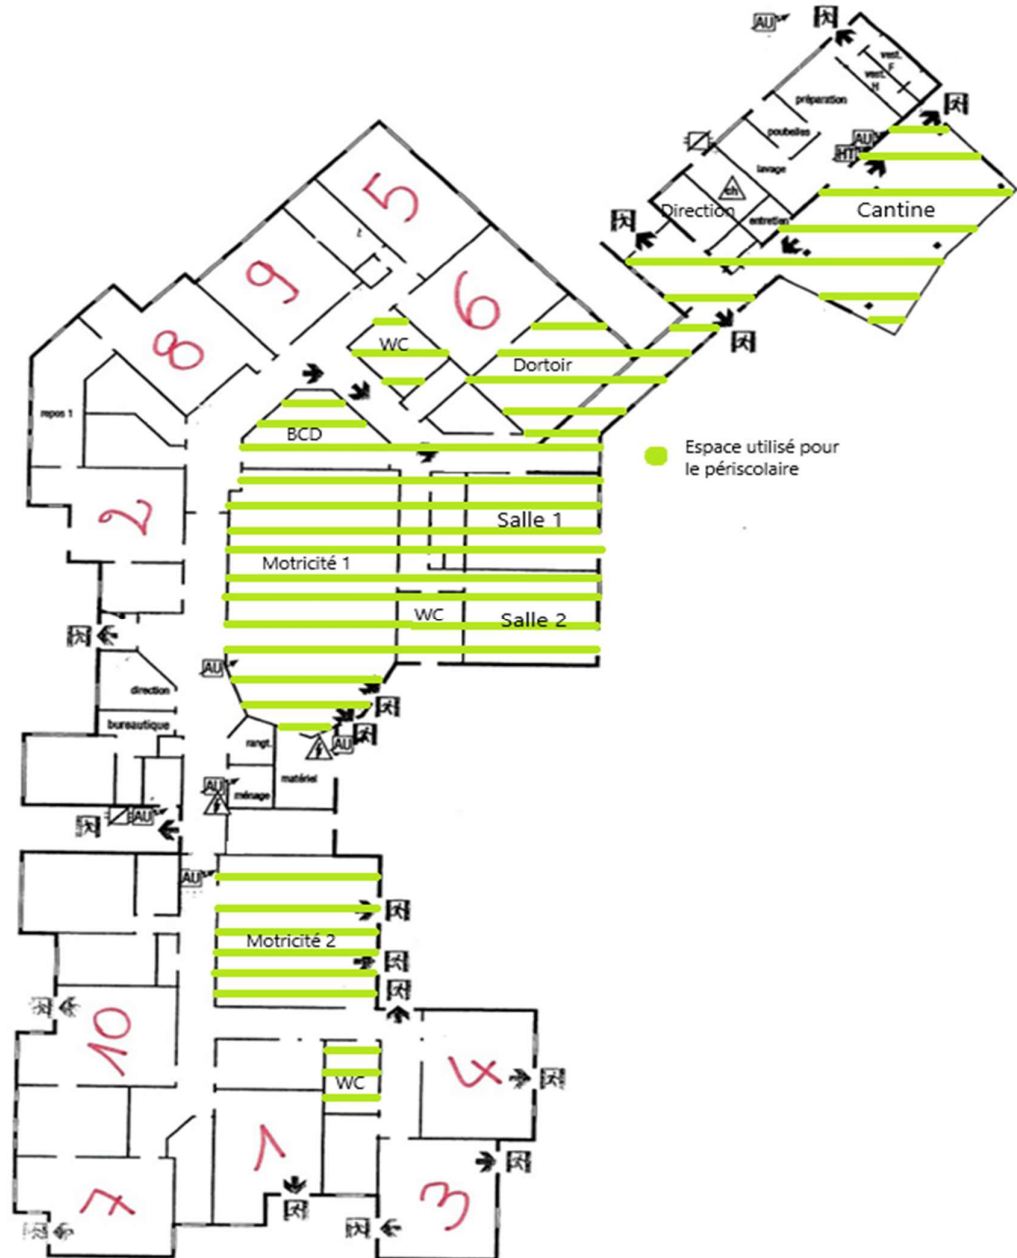 AU
vest.
F
vest.
H
préparation
poubelles
AU
HT
lavage
ch
Direction
entretien
Cantine
5
9
6
8
WC
Dortoir
repos 1
BCD
Espace utilisé pour
le périscolaire
2
Salle 1
Motricité 1
WC
Salle 2
AU
direction
bureautique
rangt.
AU
matériel
AU
ménage
AU
AU
Motricité 2
10
4
WC
1
7
3